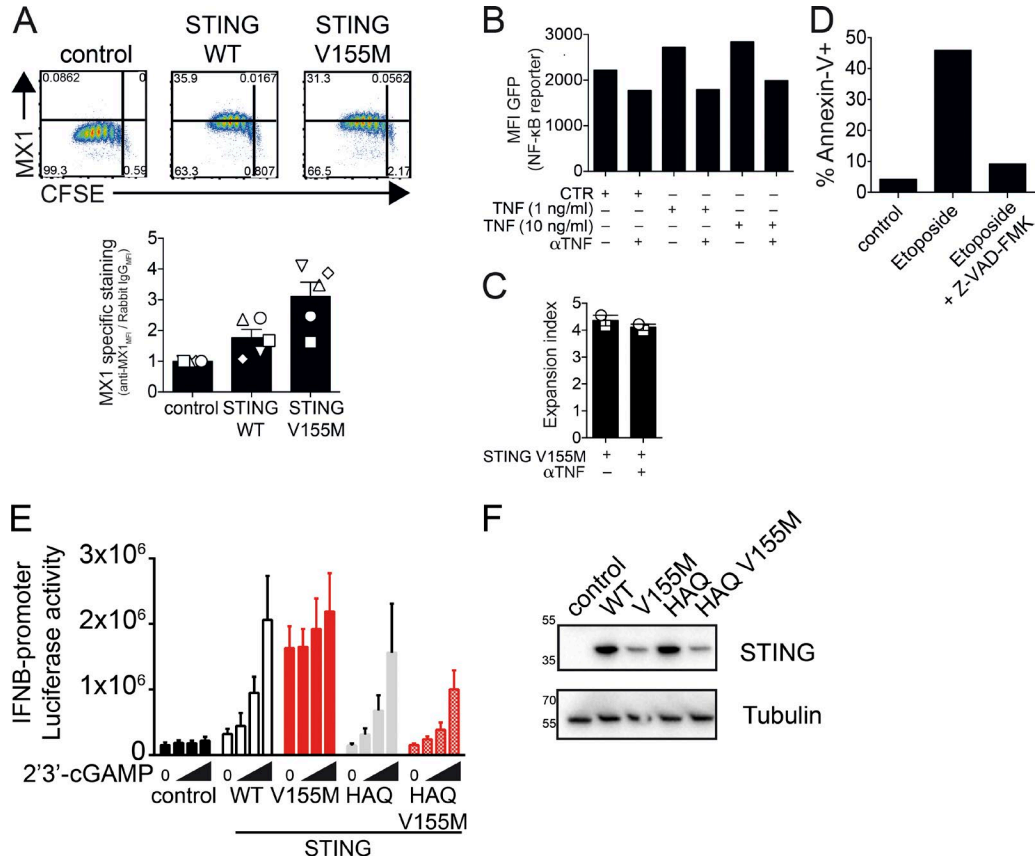 A
control
STING
WT
STING
V155M
0.0862 0
35.9 0.0167
31.3 0.0562
99.3 0.59
63.3 0.807
66.5 2.17
MX1
CFSE
MX1 specific staining
(anti-MX1MFI / Rabbit IgGMFI)
5
4
3
2
1
0
control
STING
WT
STING
V155M
B
MFI GFP
(NF-κB reporter)
3000
2000
1000
0
CTR + + – – – –
TNF (1 ng/ml) – – + + – –
TNF (10 ng/ml) – – – – + +
αTNF – + – + – +
C
Expansion index
5
4
3
2
1
0
STING V155M + +
αTNF – +
D
% Annexin-V+
50
40
30
20
10
0
control
Etoposide
Etoposide
+ Z-VAD-FMK
E
IFNB-promoter
Luciferase activity
3x10⁶
2x10⁶
1x10⁶
0
2'3'-cGAMP 0 0 0 0 0
control WT V155M HAQ HAQ
V155M
STING
F
control
WT
V155M
HAQ
HAQ V155M
55
35
STING
70
55
Tubulin